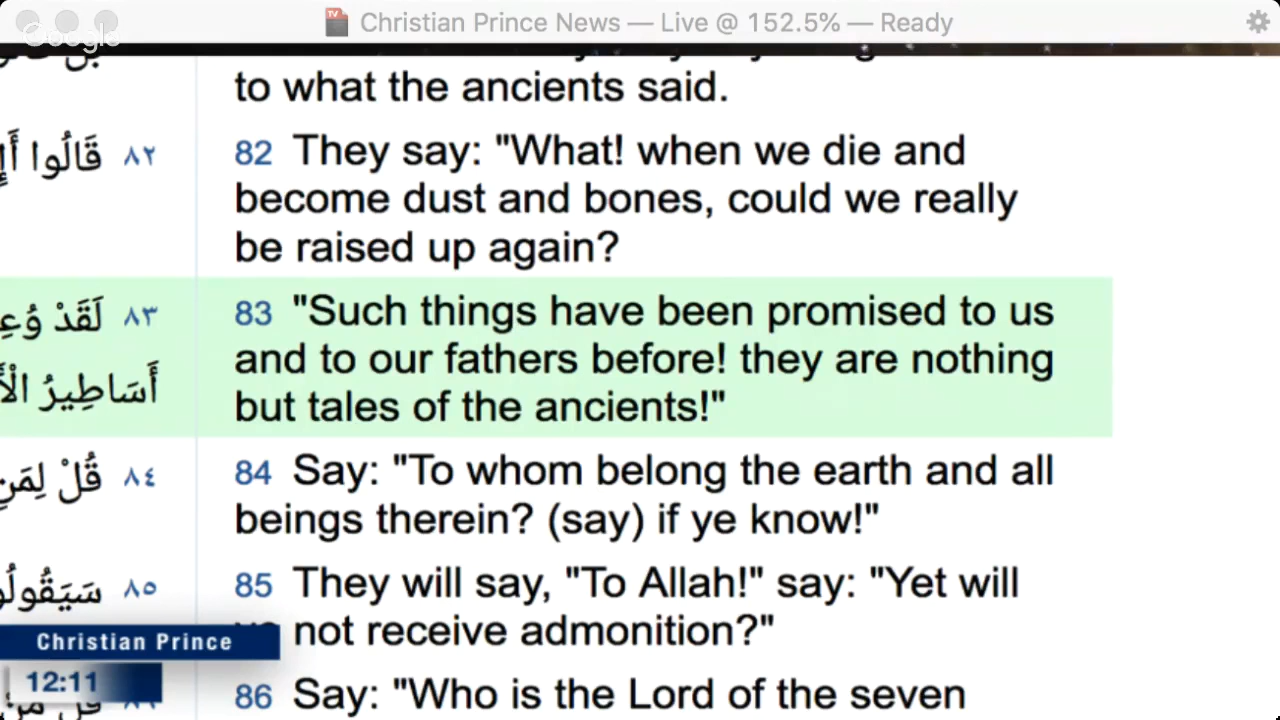 Christian Prince News — Live @ 152.5% — Ready
Google
to what the ancients said.
قَالُوا ٨٢
82 They say: "What! when we die and
become dust and bones, could we really
be raised up again?
لَقَدْ ٨٣
أَسَاطِيرُ
83 "Such things have been promised to us
and to our fathers before! they are nothing
but tales of the ancients!"
قُلْ لِمَنِ ٨٤
84 Say: "To whom belong the earth and all
beings therein? (say) if ye know!"
٨٥
85 They will say, "To Allah!" say: "Yet will
not receive admonition?"
86 Say: "Who is the Lord of the seven
Christian Prince
12:11